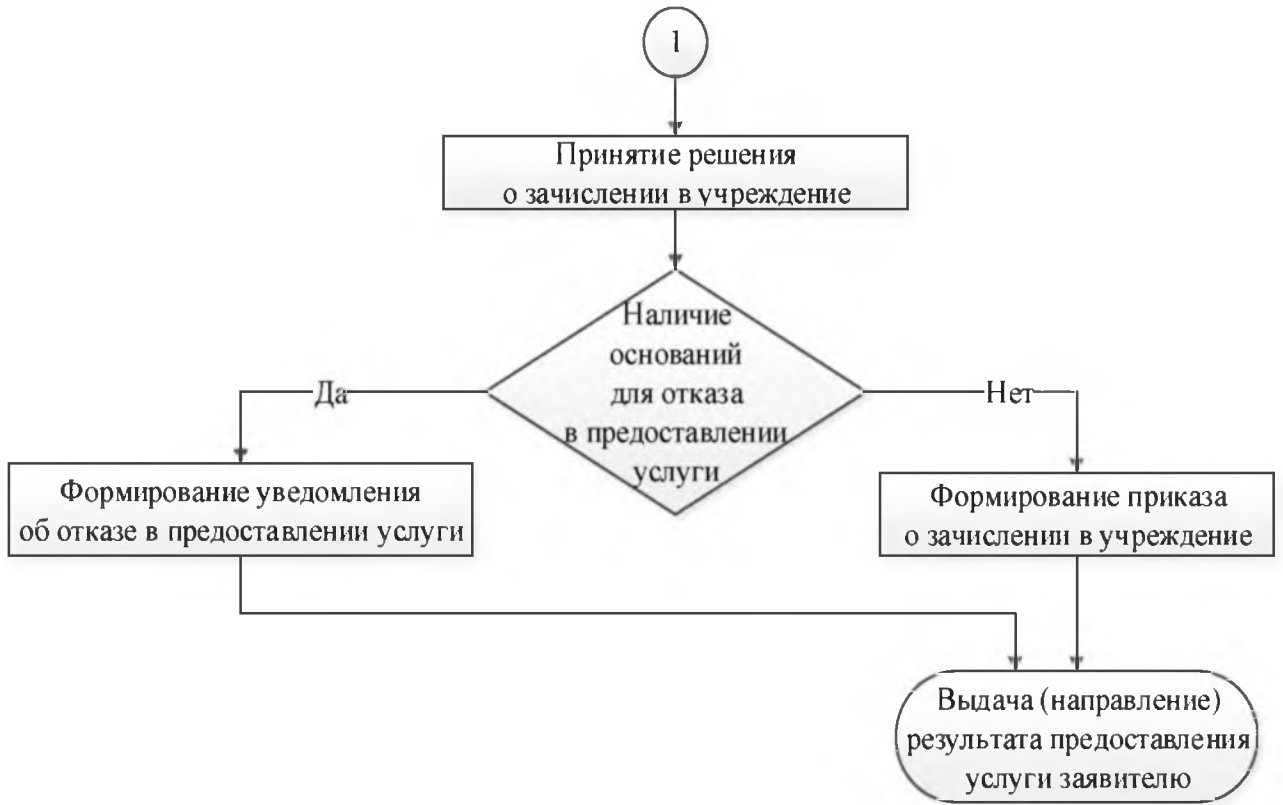 1
Принятие решения
о зачислении в учреждение
Наличие
оснований
для отказа
в предоставлении
услуги
Да
Нет
Формирование уведомления
об отказе в предоставлении услуги
Формирование приказа
о зачислении в учреждение
Выдача (направление)
результата предоставления
услуги заявителю